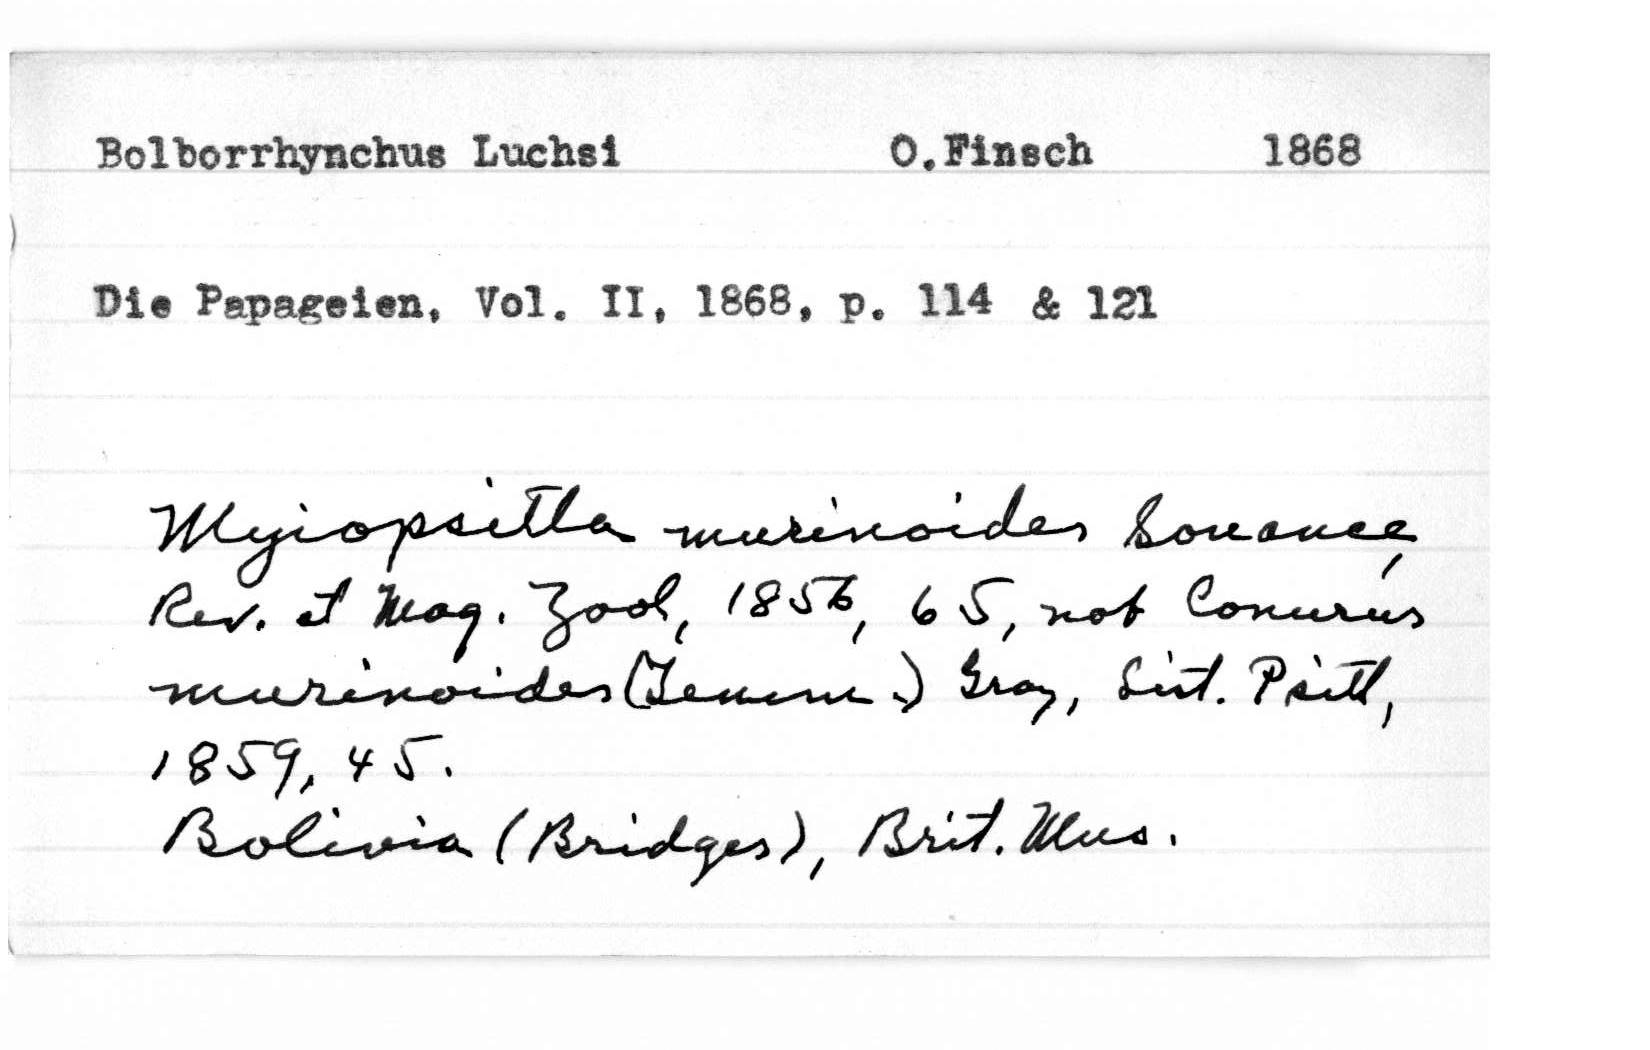 Bolborrhynchus Luchsi O.Finsch 1868
Die Papageien, Vol. II, 1868, p. 114 & 121
Myiopsitta murinoides Souancé,
Rev. et Mag. Zool, 1856, 65, not Conurus
murinoides (Temm.) Gray, List. Psitt,
1859, 45.
Bolivia (Bridges), Brit. Mus.